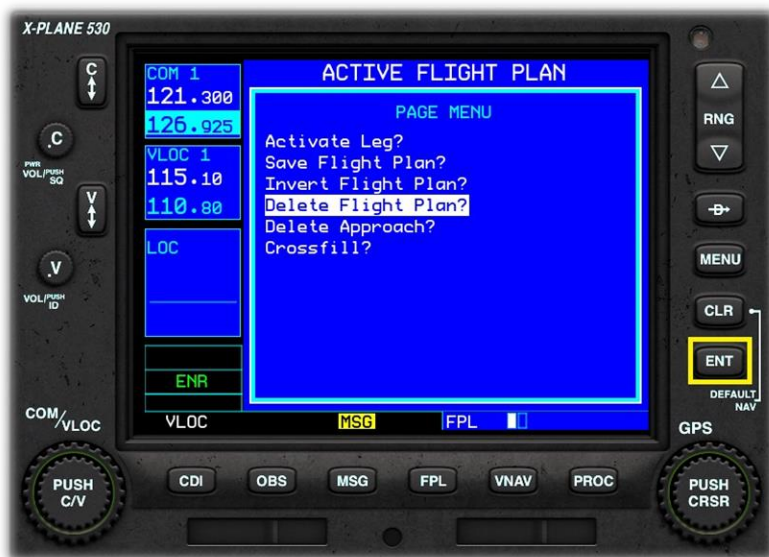 X-PLANE 530
C
.C
PWR
VOL/PUSH SQ
V
.V
VOL/PUSH ID
COM/VLOC
PUSH
C/V
COM 1
121.300
126.925
VLOC 1
115.10
110.80
LOC
ENR
VLOC
ACTIVE FLIGHT PLAN
PAGE MENU
Activate Leg?
Save Flight Plan?
Invert Flight Plan?
Delete Flight Plan?
Delete Approach?
Crossfill?
MSG
FPL
CDI
OBS
MSG
FPL
VNAV
PROC
RNG
D
MENU
CLR
ENT
DEFAULT
NAV
GPS
PUSH
CRSR